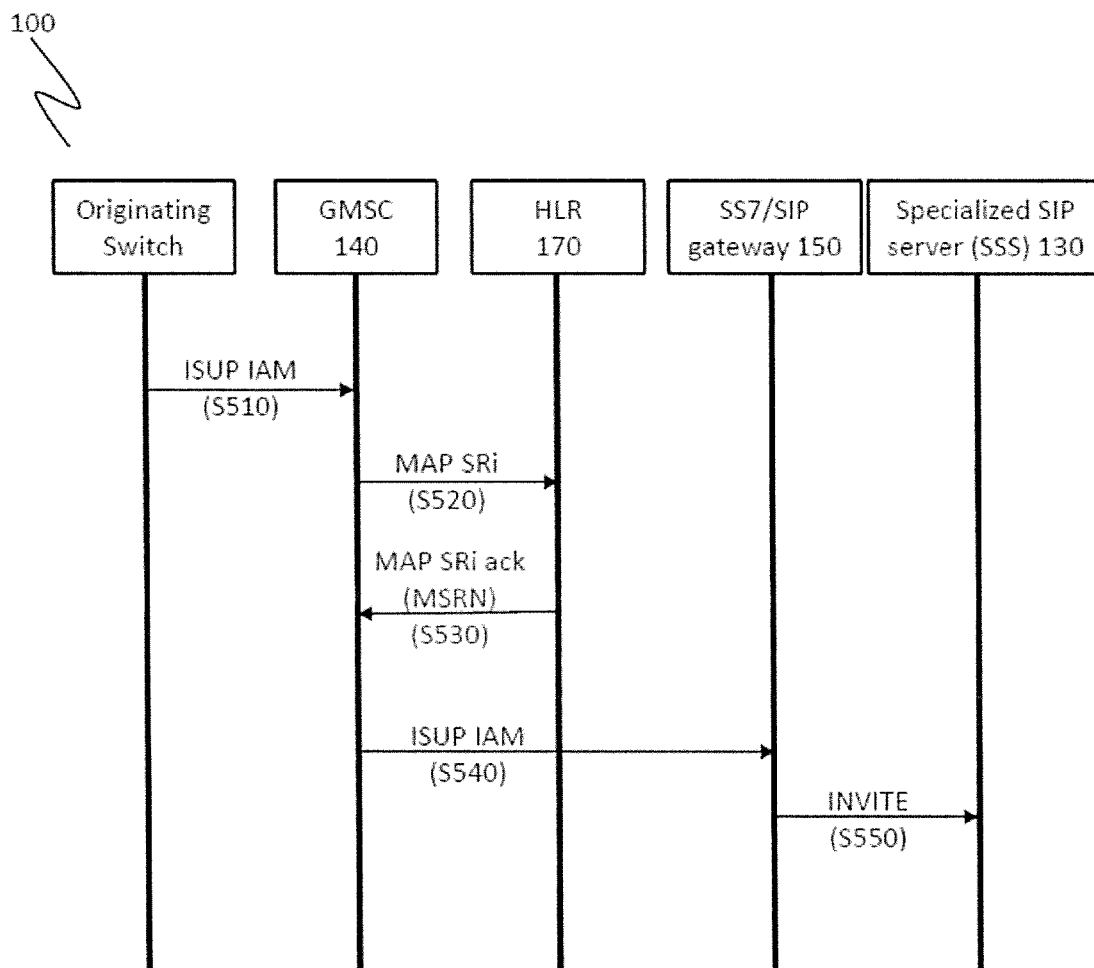 100
Originating
Switch
GMSC
140
HLR
170
SS7/SIP
gateway 150
Specialized SIP
server (SSS) 130
ISUP IAM
(S510)
MAP SRi
(S520)
MAP SRi ack
(MSRN)
(S530)
ISUP IAM
(S540)
INVITE
(S550)